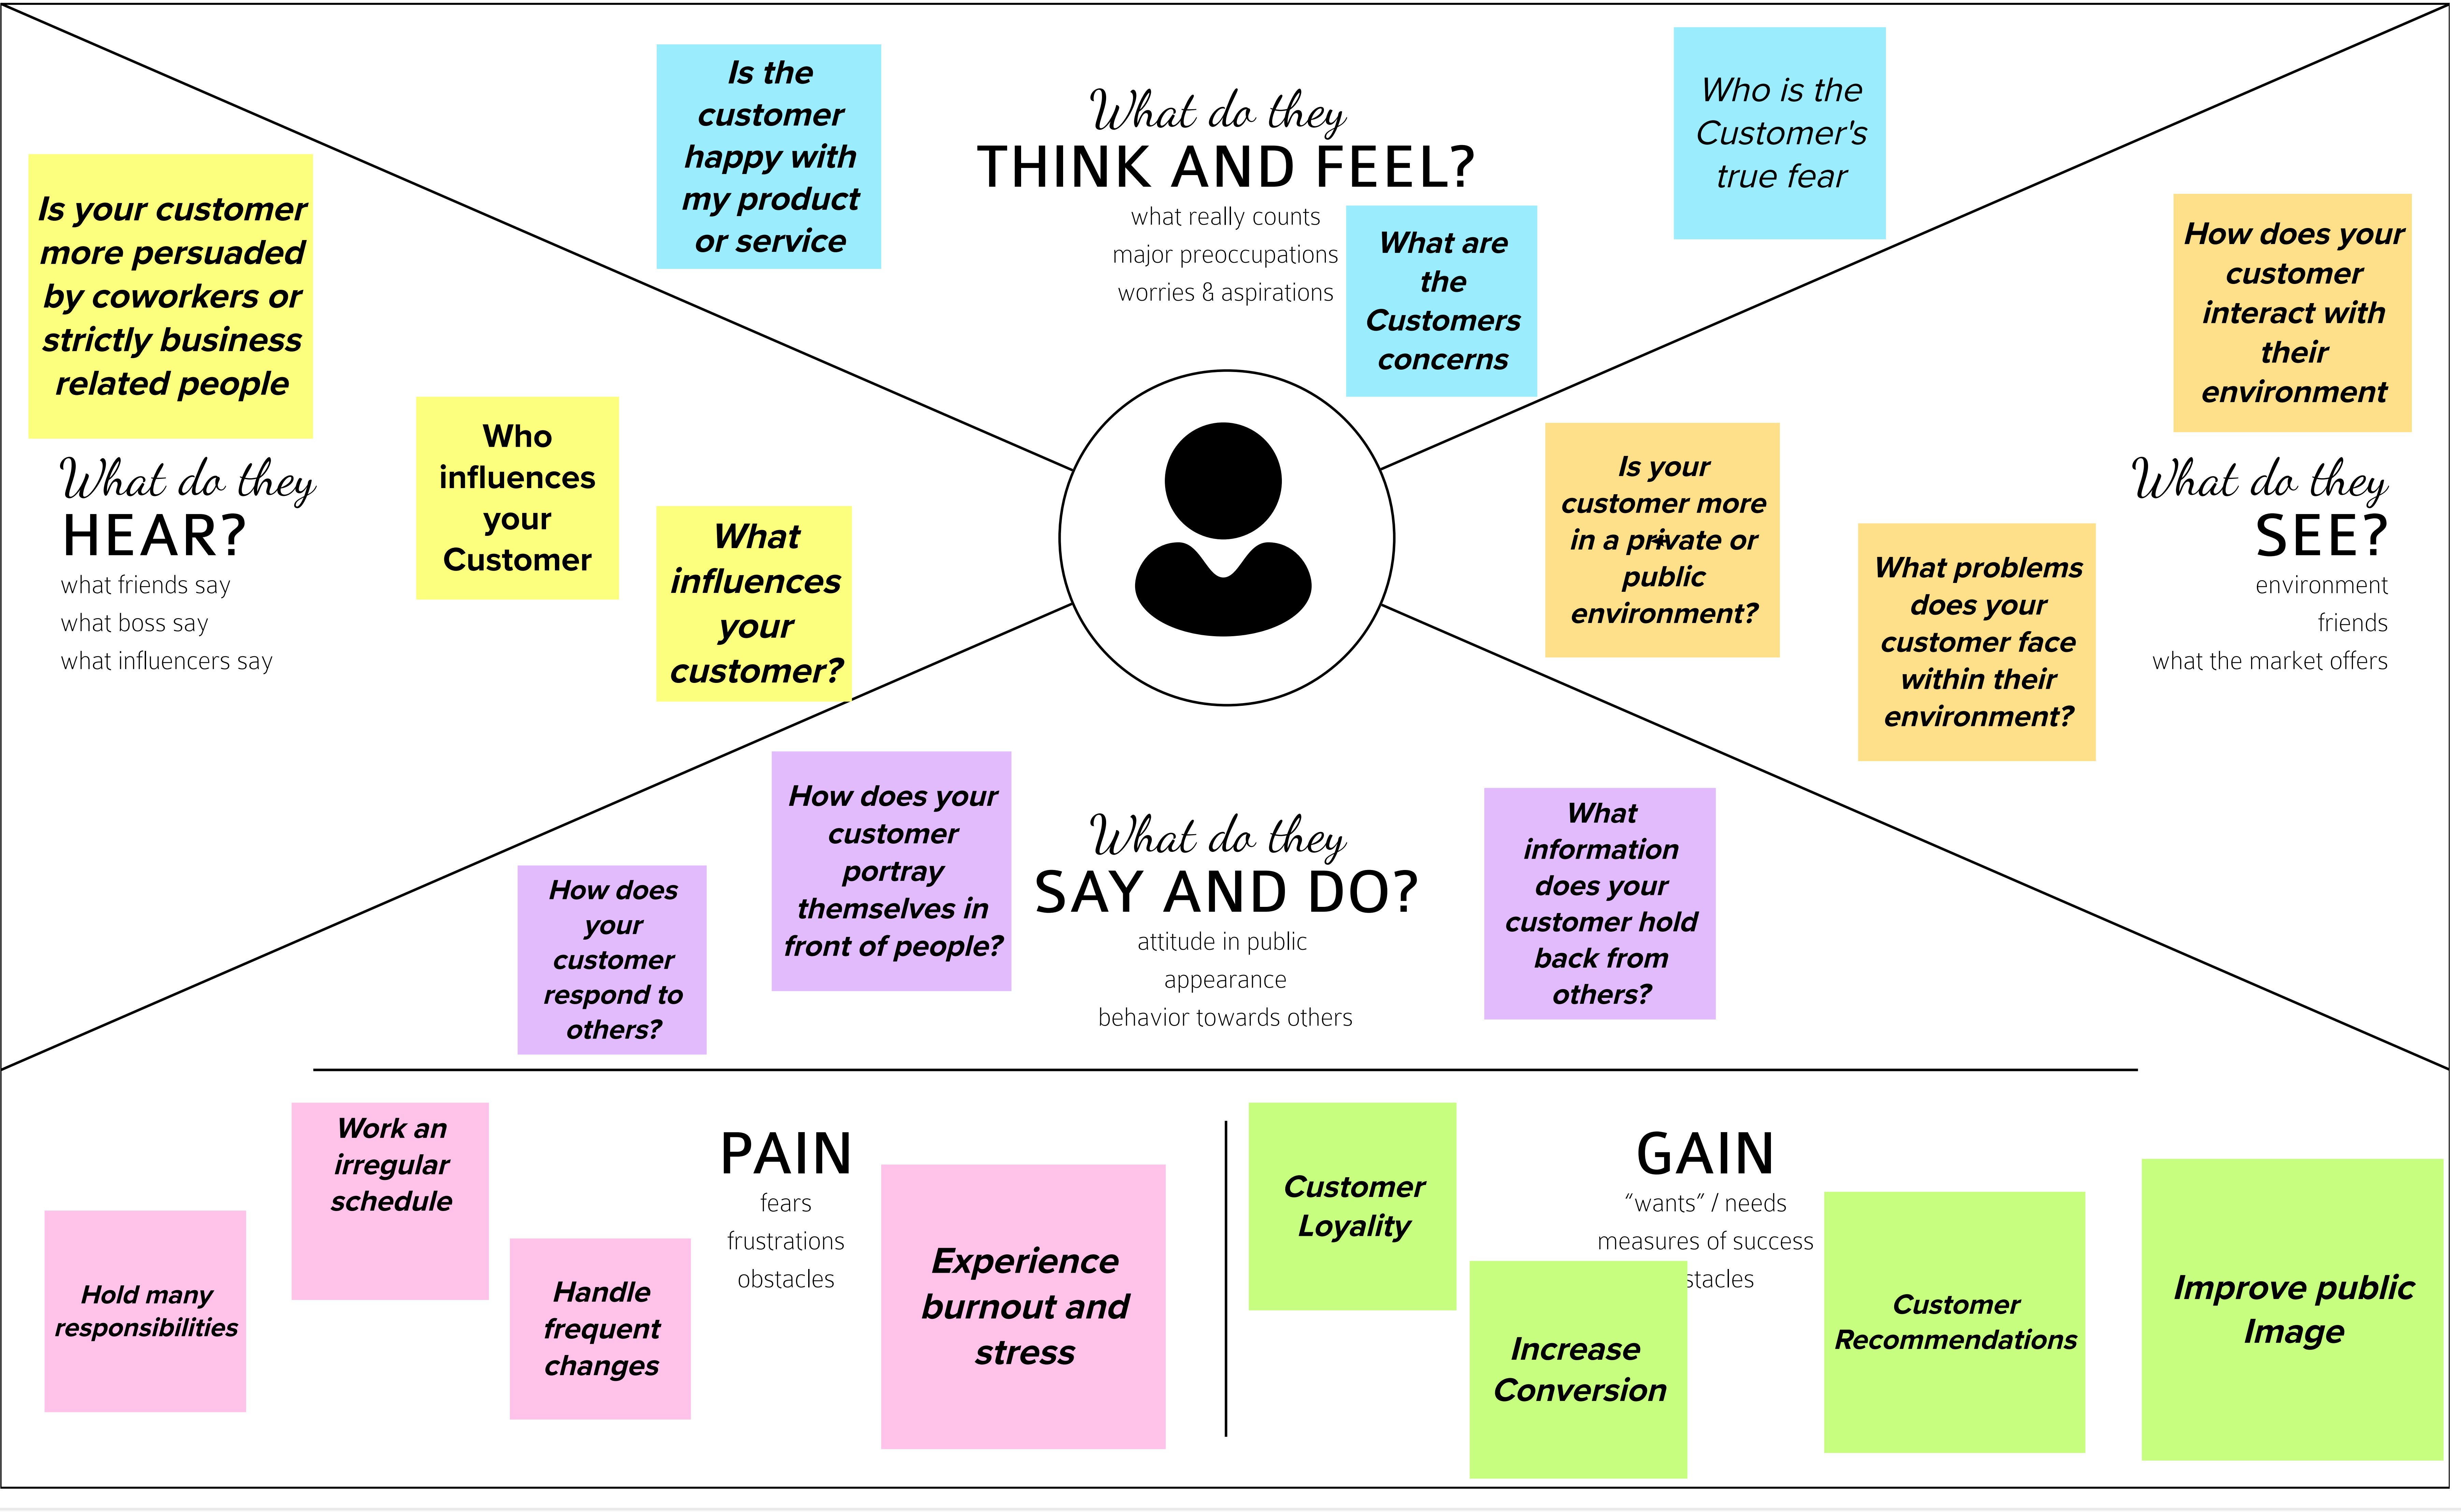 Is the
customer
happy with
my product
or service
What do they
THINK AND FEEL?
what really counts
major preoccupations
worries & aspirations
What are
the
Customers
concerns
Who is the
Customer's
true fear
Is your customer
more persuaded
by coworkers or
strictly business
related people
What do they
HEAR?
what friends say
what boss say
what influencers say
Who
influences
your
Customer
What
influences
your
customer?
Is your
customer more
in a private or
public
environment?
What problems
does your
customer face
within their
environment?
How does your
customer
interact with
their
environment
What do they
SEE?
environment
friends
what the market offers
How does
your
customer
respond to
others?
How does your
customer
portray
themselves in
front of people?
What do they
SAY AND DO?
attitude in public
appearance
behavior towards others
What
information
does your
customer hold
back from
others?
Hold many
responsibilities
Work an
irregular
schedule
Handle
frequent
changes
PAIN
fears
frustrations
obstacles
Experience
burnout and
stress
Customer
Loyality
GAIN
“wants” / needs
measures of success
stacles
Increase
Conversion
Customer
Recommendations
Improve public
Image